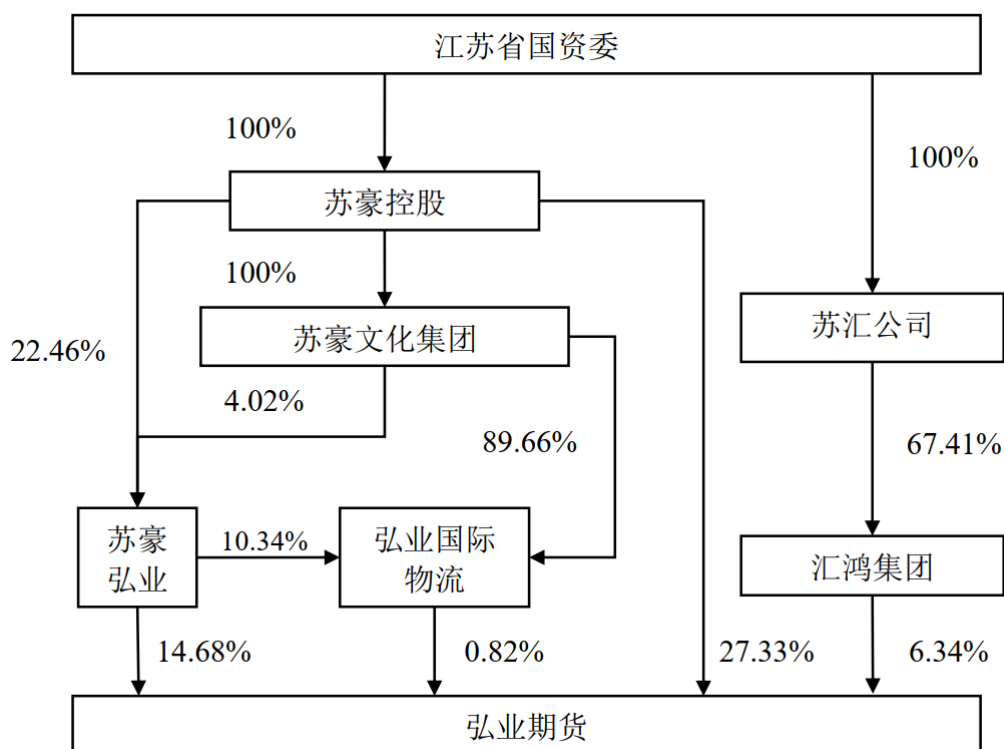 江苏省国资委
100%
100%
苏豪控股
100%
苏汇公司
苏豪文化集团
22.46%
4.02%
89.66%
67.41%
苏豪
弘业
10.34%
弘业国际
物流
汇鸿集团
14.68%
0.82%
27.33%
6.34%
弘业期货